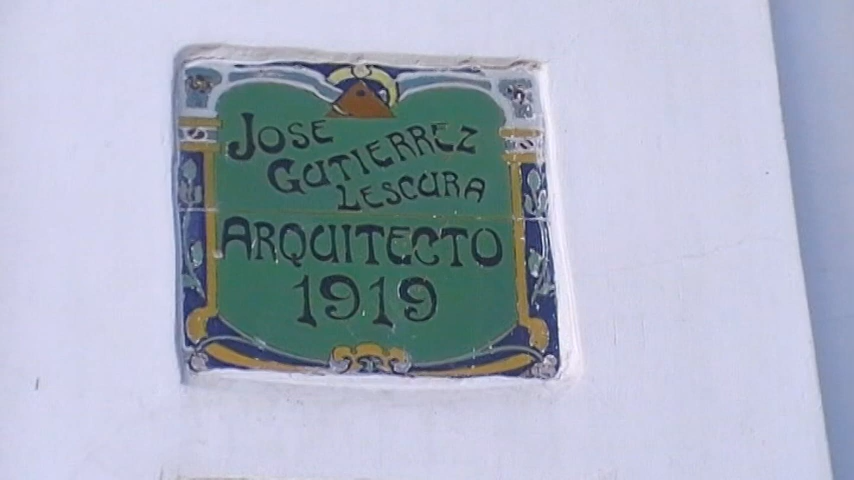 JOSE
GUTIERREZ
LESCURA
ARQUITECTO
1919